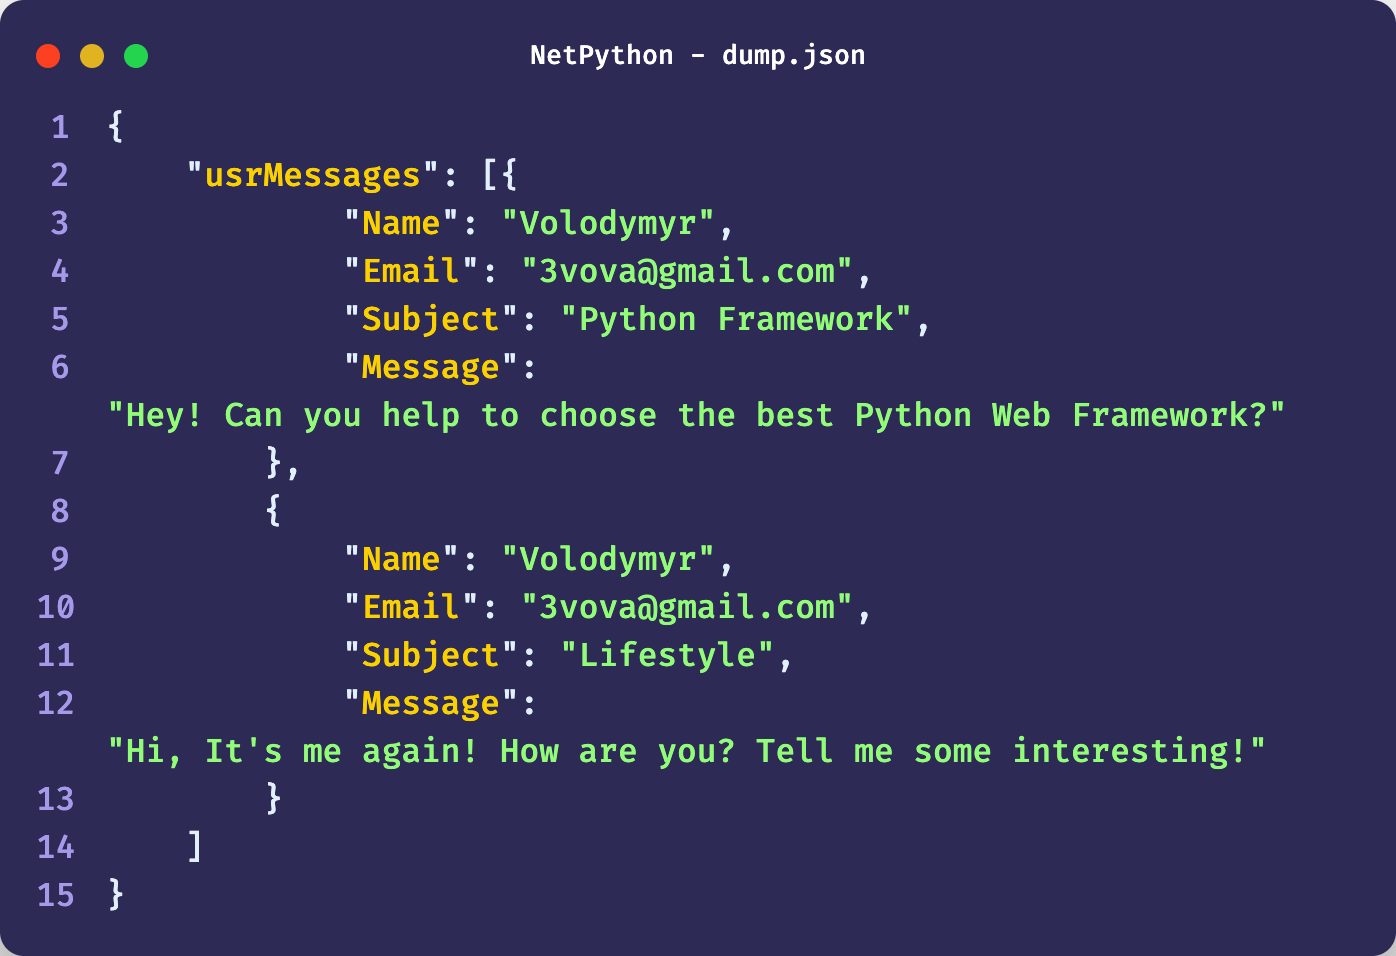 NetPython - dump.json
1 {
2     "usrMessages": [{
3             "Name": "Volodymyr",
4             "Email": "3vova@gmail.com",
5             "Subject": "Python Framework",
6             "Message":
"Hey! Can you help to choose the best Python Web Framework?"
7         },
8         {
9             "Name": "Volodymyr",
10             "Email": "3vova@gmail.com",
11             "Subject": "Lifestyle",
12             "Message":
"Hi, It's me again! How are you? Tell me some interesting!"
13         }
14     ]
15 }